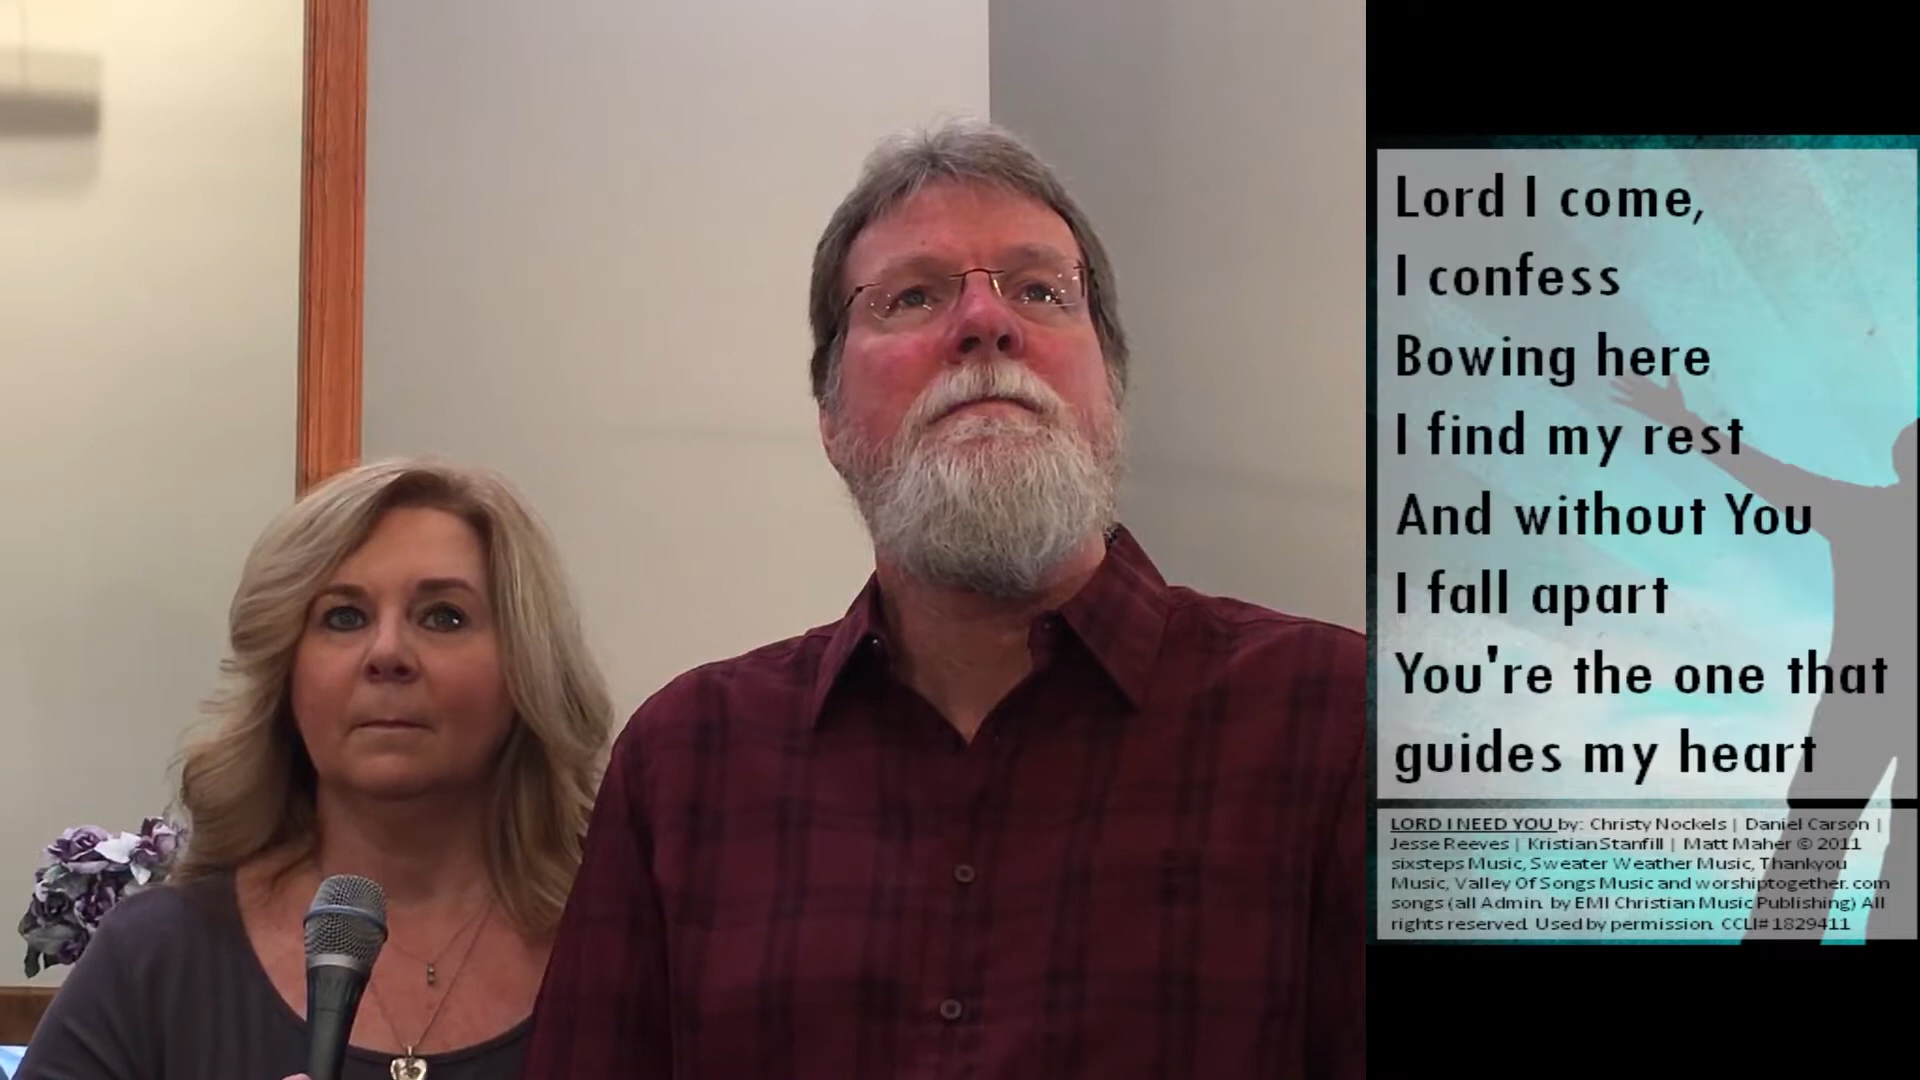 Lord I come,
I confess
Bowing here
I find my rest
And without You
I fall apart
You're the one that
guides my heart
LORD I NEED YOU by: Christy Nockels | Daniel Carson |
Jesse Reeves | Kristian Stanfill | Matt Maher © 2011
sixsteps Music, Sweater Weather Music, Thankyou
Music, Valley Of Songs Music and worshiptogether. com
songs (all Admin. by EMI Christian Music Publishing) All
rights reserved. Used by permission. CCLI# 1829411